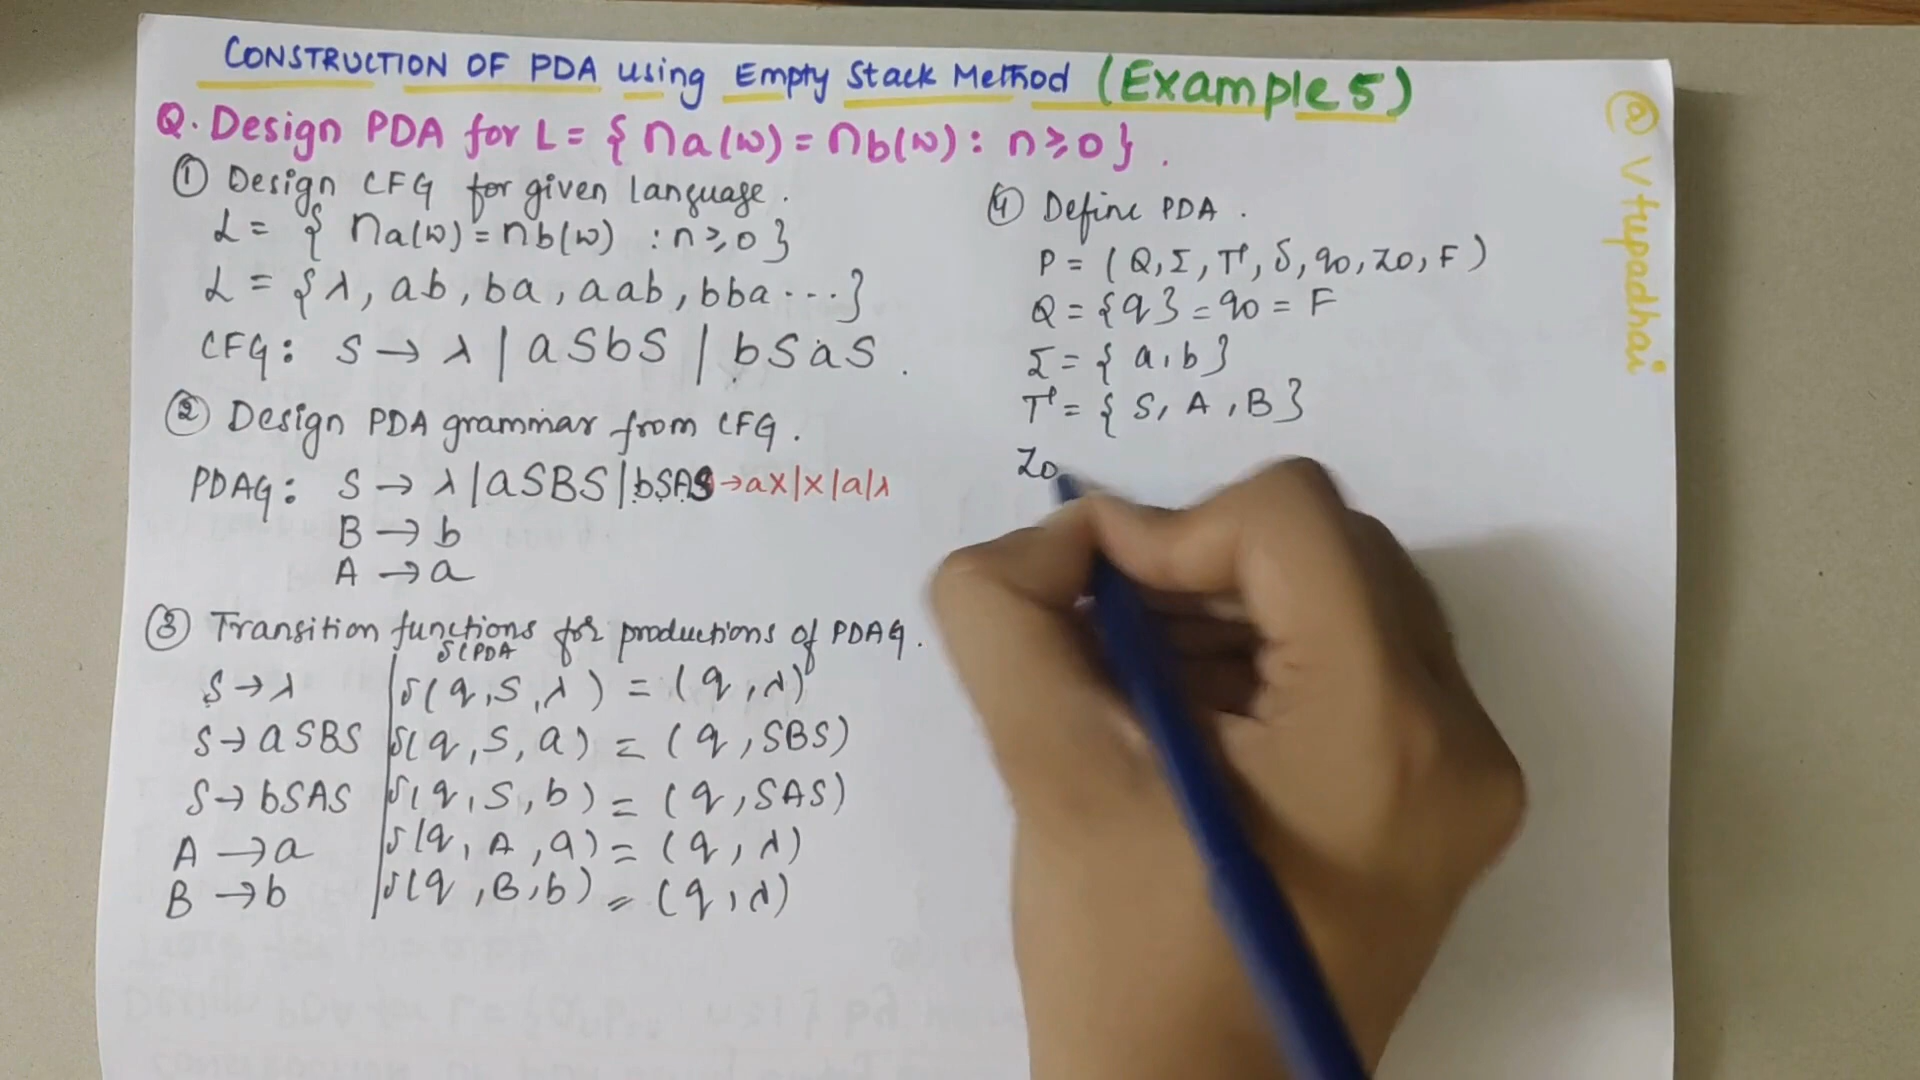 CONSTRUCTION OF PDA using Empty Stack Method (Example 5)
Q. Design PDA for L = { na(w) = nb(w) : n ≥ 0 } .
① Design CFG for given language .
L = { na(w) = nb(w) : n ≥, 0 }
L = { λ, ab, ba, aab, bba ... }
CFG : S → λ | aSbS | bSaS .
② Design PDA grammar from CFG .
PDAG : S → λ | aSBS | bSAS → aX | X | a | λ
B → b
A → a
③ Transition functions for productions of PDAG .
δ(PDA
S → λ | δ(q, S, λ) = (q, λ)
S → aSBS | δ(q, S, a) = (q, SBS)
S → bSAS | δ(q, S, b) = (q, SAS)
A → a | δ(q, A, a) = (q, λ)
B → b | δ(q, B, b) = (q, λ)
④ Define PDA .
P = (Q, Σ, Γ, δ, q0, Z0, F)
Q = {q} = q0 = F
Σ = { a, b }
Γ = { S, A, B }
Z0
@Vtupadhai